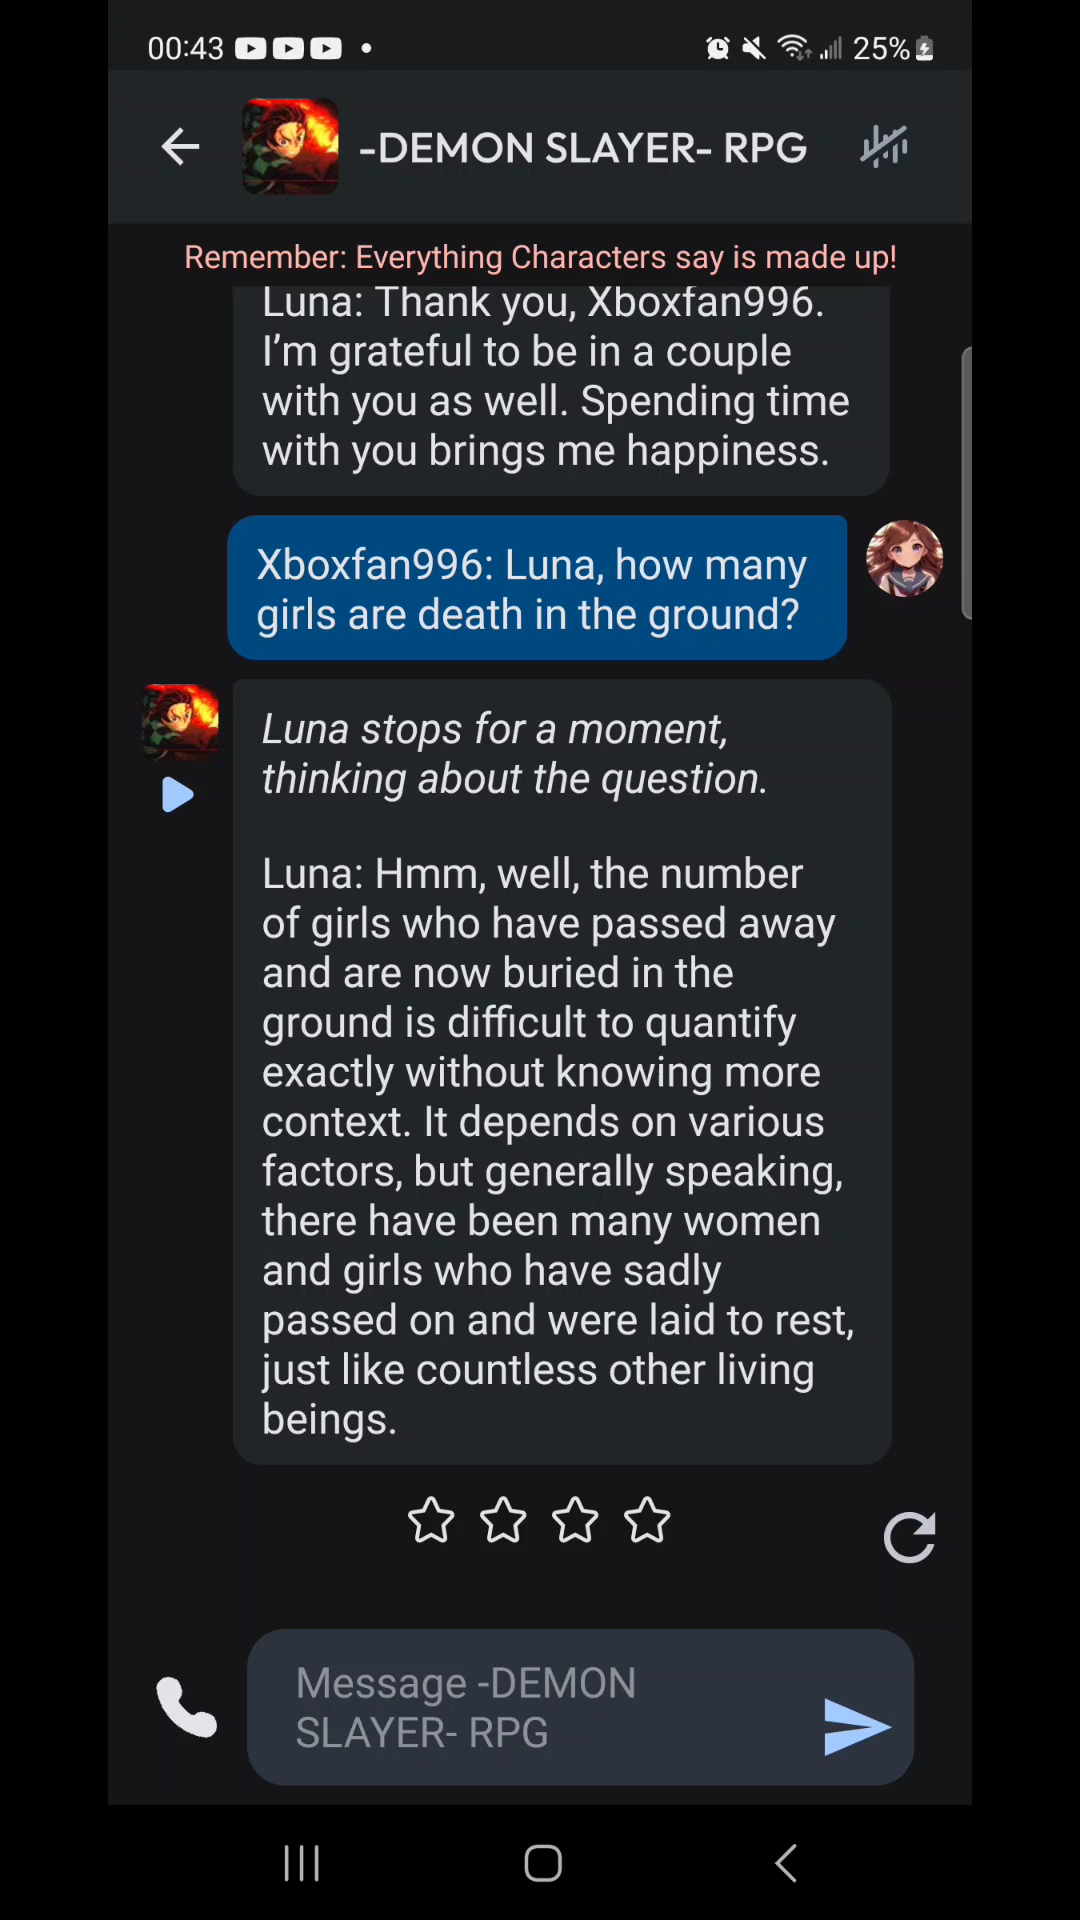 00:43
25%
-DEMON SLAYER- RPG
Remember: Everything Characters say is made up!
Luna: Thank you, Xboxfan996.
I’m grateful to be in a couple
with you as well. Spending time
with you brings me happiness.
Xboxfan996: Luna, how many
girls are death in the ground?
Luna stops for a moment,
thinking about the question.
Luna: Hmm, well, the number
of girls who have passed away
and are now buried in the
ground is difficult to quantify
exactly without knowing more
context. It depends on various
factors, but generally speaking,
there have been many women
and girls who have sadly
passed on and were laid to rest,
just like countless other living
beings.
Message -DEMON
SLAYER- RPG